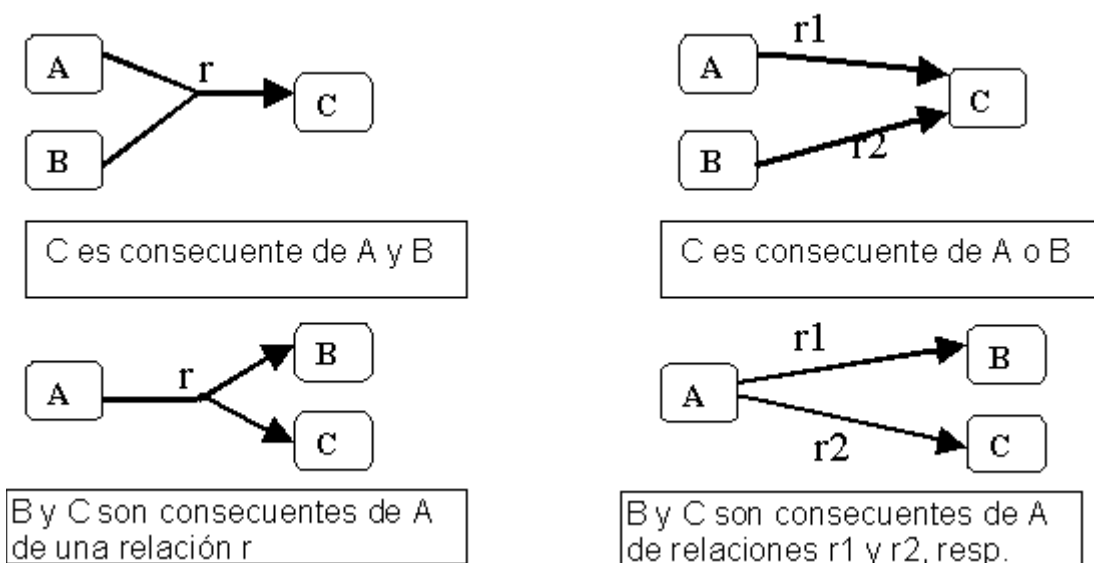 A
r
C
B
C es consecuente de A y B
r1
A
C
B
r2
C es consecuente de A o B
B
r
A
C
B y C son consecuentes de A
de una relación r
r1
B
A
C
r2
B y C son consecuentes de A
de relaciones r1 y r2, resp.